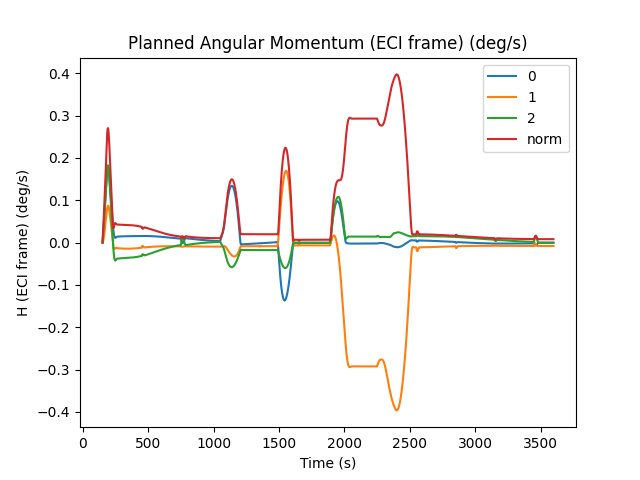 Planned Angular Momentum (ECI frame) (deg/s)
H (ECI frame) (deg/s)
0.4
0.3
0.2
0.1
0.0
−0.1
−0.2
−0.3
−0.4
0
1
2
norm
0 500 1000 1500 2000 2500 3000 3500
Time (s)